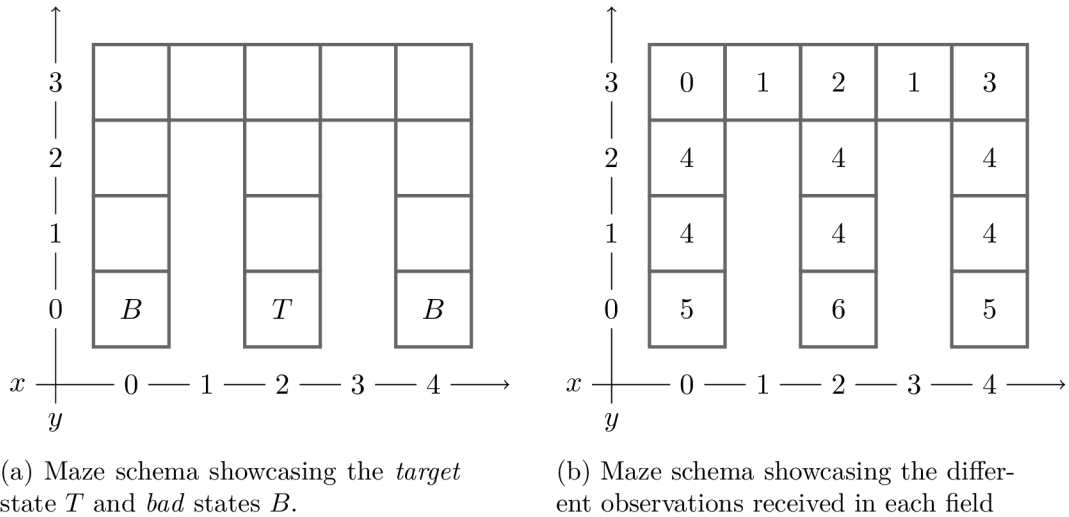 3
2
1
0 B T B
x 0 1 2 3 4
y
(a) Maze schema showcasing the target
state T and bad states B.
3 0 1 2 1 3
2 4 4 4
1 4 4 4
0 5 6 5
x 0 1 2 3 4
y
(b) Maze schema showcasing the differ-
ent observations received in each field